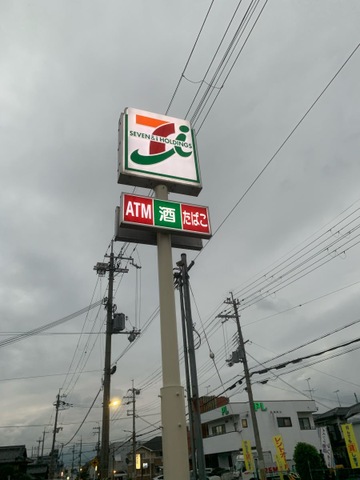 SEVEN & i HOLDINGS
ATM 酒 たばこ